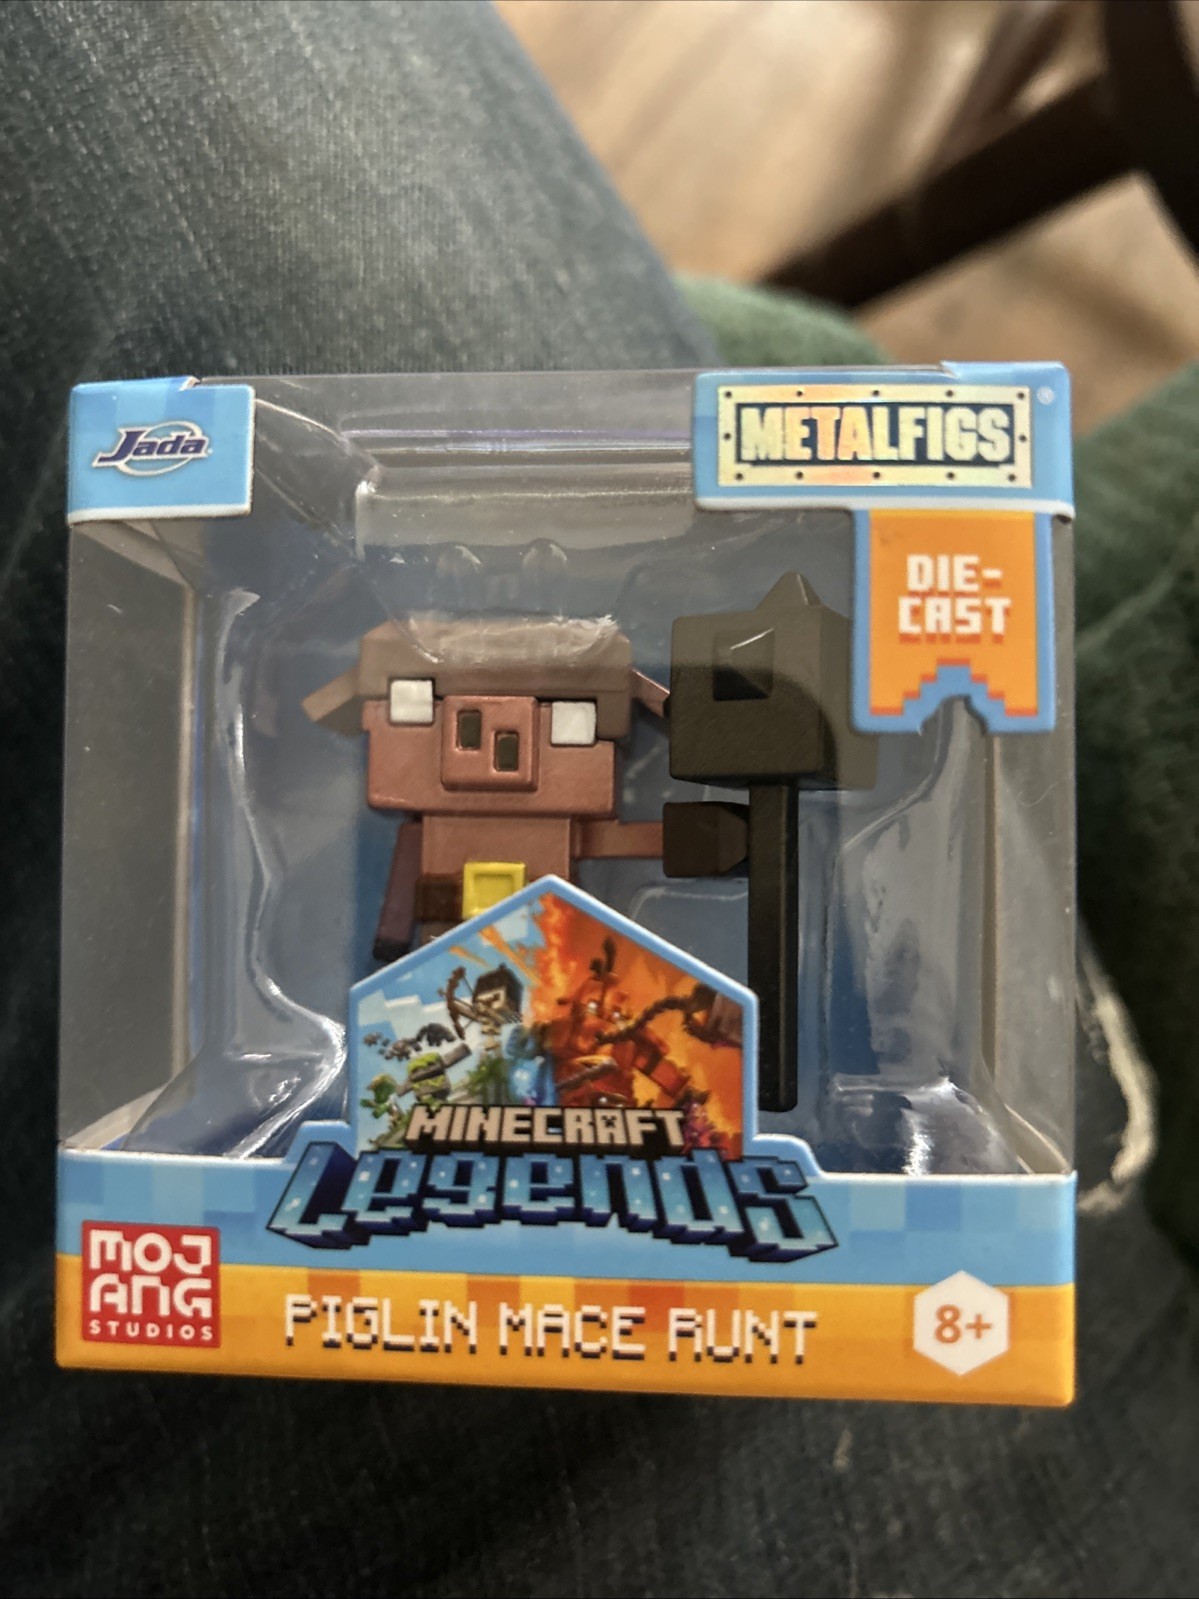 Jada
METALFIGS®
DIE-
CAST
MINECRAFT
Legends
MOJ
ANG
STUDIOS
PIGLIN MACE RUNT
8+